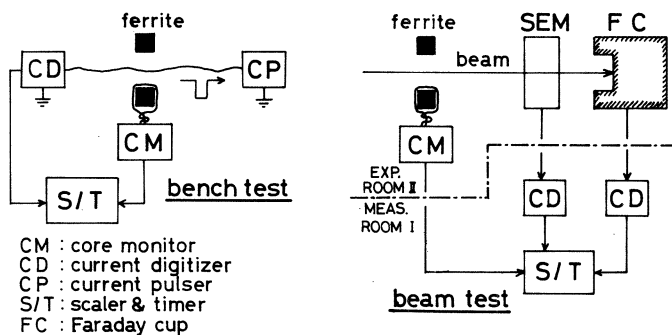 ferrite
CD
CP
CM
S/T
bench test
CM : core monitor
CD : current digitizer
CP : current pulser
S/T : scaler & timer
FC : Faraday cup
ferrite
SEM
FC
beam
CM
EXP.
ROOM II
MEAS.
ROOM I
CD
CD
S/T
beam test